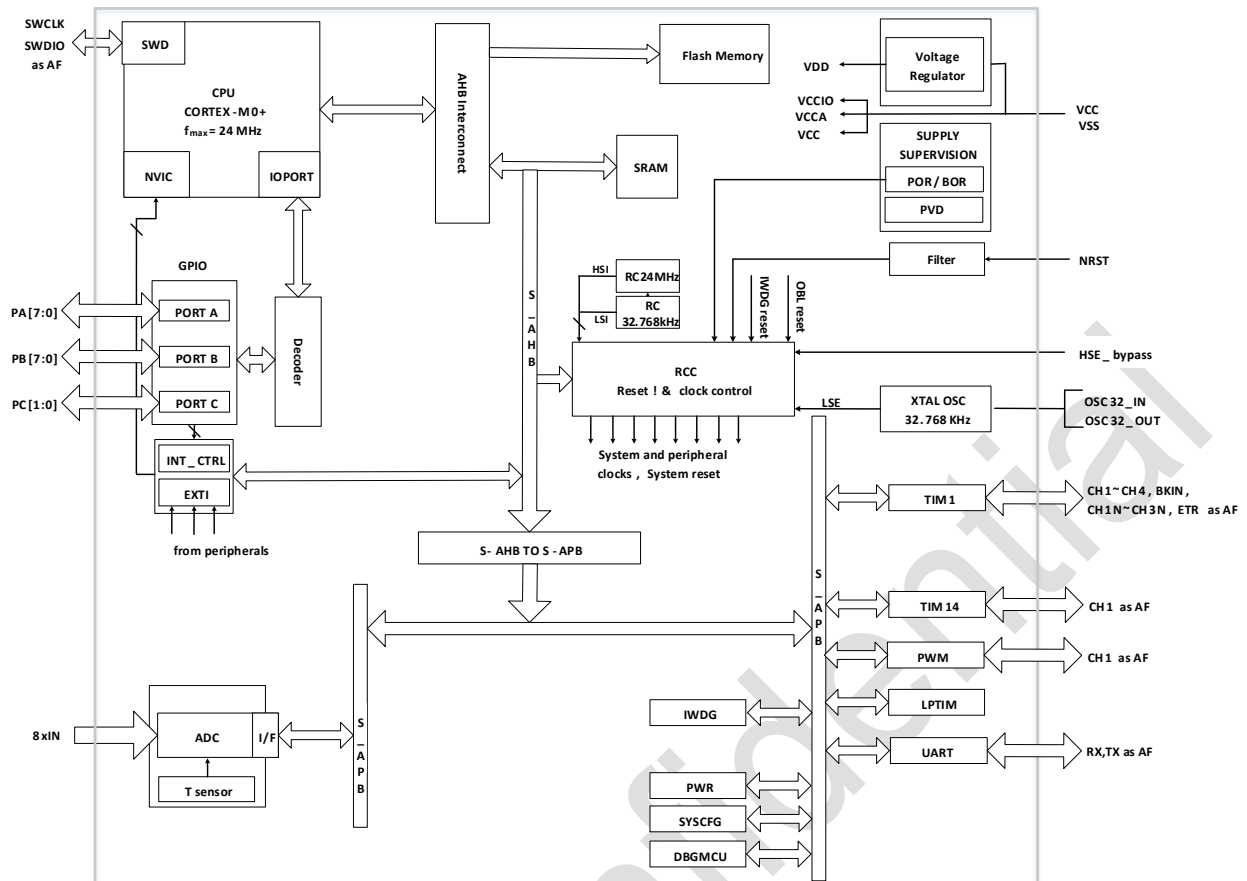 SWCLK
SWDIO
as AF
SWD
CPU
CORTEX-M0+
fmax = 24 MHz
NVIC
IOPORT
AHB Interconnect
Flash Memory
SRAM
Voltage
Regulator
VDD
VCCIO
VCCA
VCC
VCC
VSS
SUPPLY
SUPERVISION
POR/BOR
PVD
Filter
NRST
GPIO
PORT A
PORT B
PORT C
PA[7:0]
PB[7:0]
PC[1:0]
Decoder
INT_CTRL
EXTI
from peripherals
S_AHB
HSI
RC24MHz
LSI
RC
32.768kHz
IWDG reset
OBL reset
RCC
Reset ! & clock control
HSE_bypass
LSE
XTAL OSC
32.768 KHz
OSC32_IN
OSC32_OUT
System and peripheral
clocks , System reset
S-AHB TO S-APB
S_APB
TIM1
CH1~CH4, BKIN,
CH1N~CH3N, ETR as AF
TIM14
CH1 as AF
PWM
CH1 as AF
LPTIM
UART
RX,TX as AF
IWDG
PWR
SYSCFG
DBGMCU
S_APB
8xIN
ADC
I/F
T sensor
nfidential